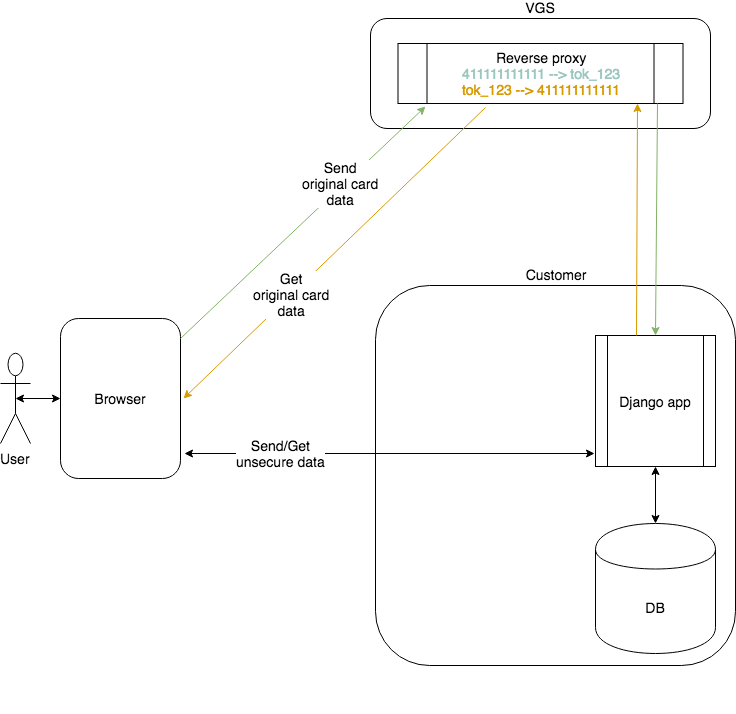 VGS
Reverse proxy
411111111111 --> tok_123
tok_123 --> 411111111111
Send
original card
data
Get
original card
data
Customer
Browser
Django app
User
Send/Get
unsecure data
DB